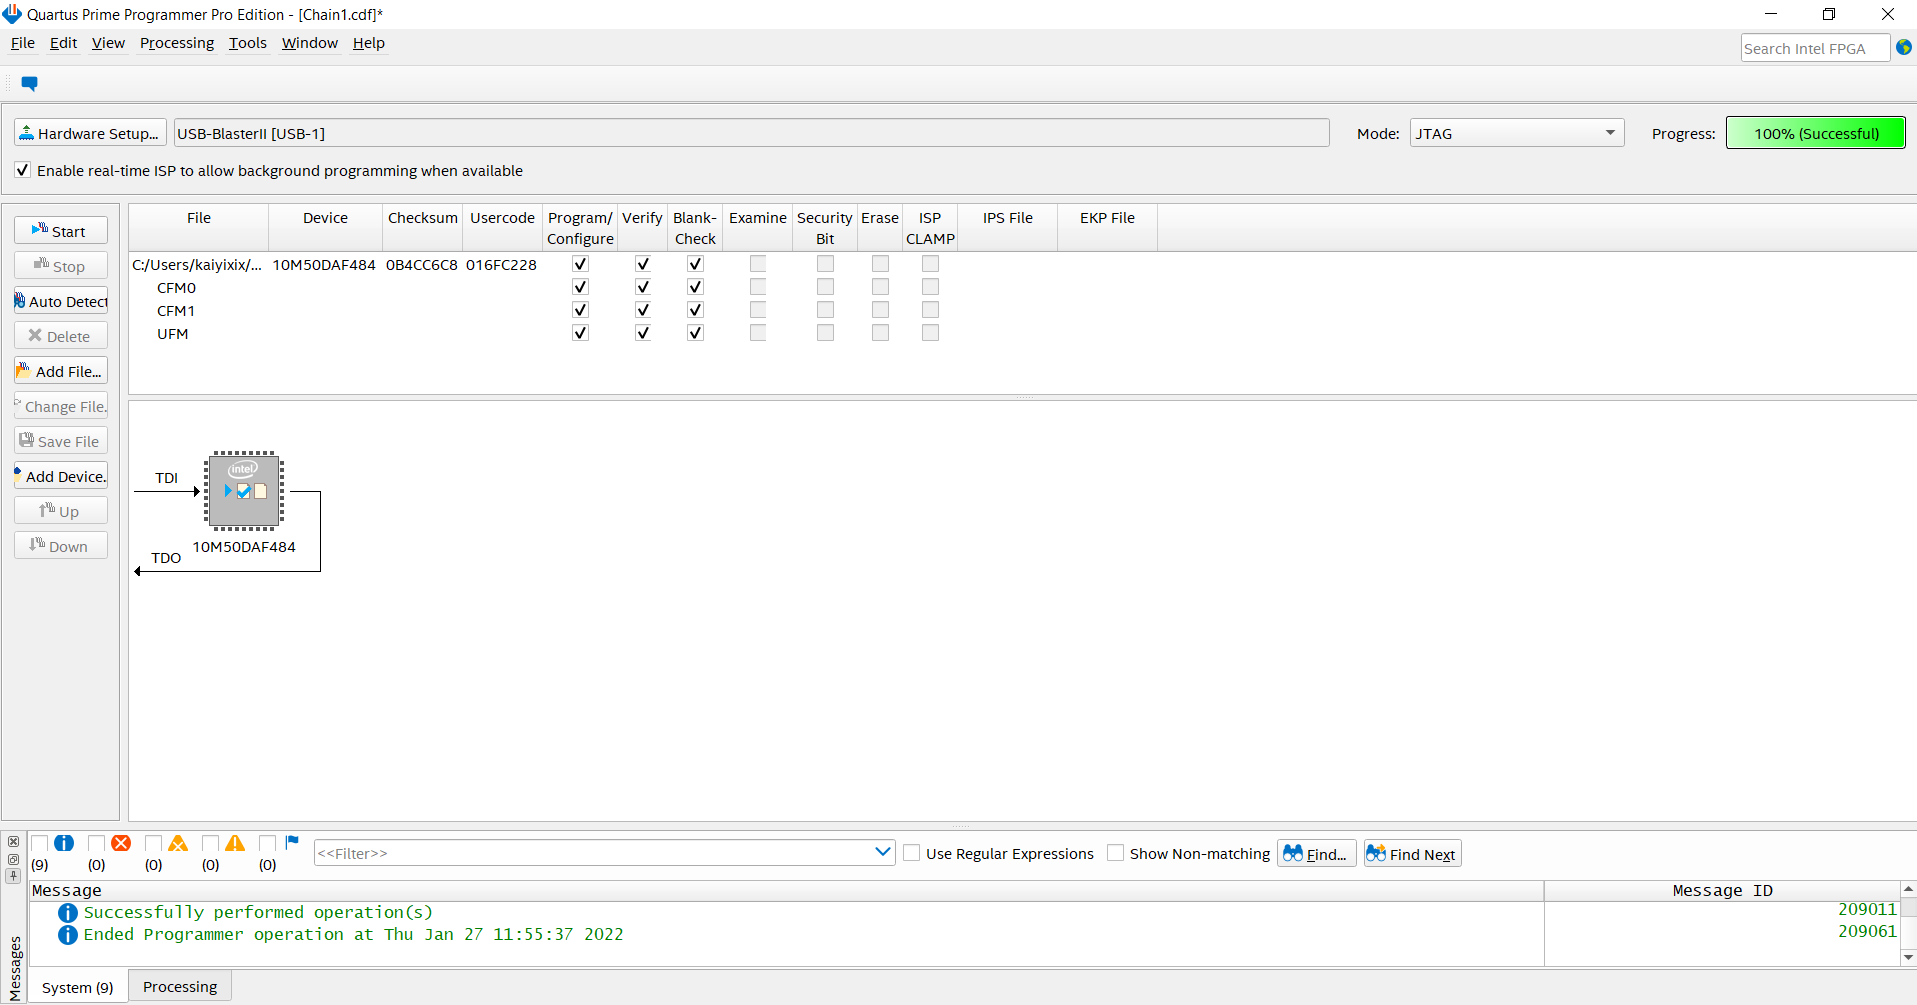 Quartus Prime Programmer Pro Edition - [Chain1.cdf]*
File Edit View Processing Tools Window Help
Search Intel FPGA
Hardware Setup... USB-BlasterII [USB-1] Mode: JTAG Progress: 100% (Successful)
Enable real-time ISP to allow background programming when available
File Device Checksum Usercode Program/ Configure Verify Blank- Check Examine Security Bit Erase ISP CLAMP IPS File EKP File
C:/Users/kaiyixix/... 10M50DAF484 0B4CC6C8 016FC228
CFM0
CFM1
UFM
Start
Stop
Auto Detect
Delete
Add File...
Change File.
Save File
Add Device.
Up
Down
intel
TDI
10M50DAF484
TDO
(9) (0) (0) (0) (0) <<Filter>> Use Regular Expressions Show Non-matching Find... Find Next
Message Message ID
Successfully performed operation(s) 209011
Ended Programmer operation at Thu Jan 27 11:55:37 2022 209061
Messages
System (9) Processing